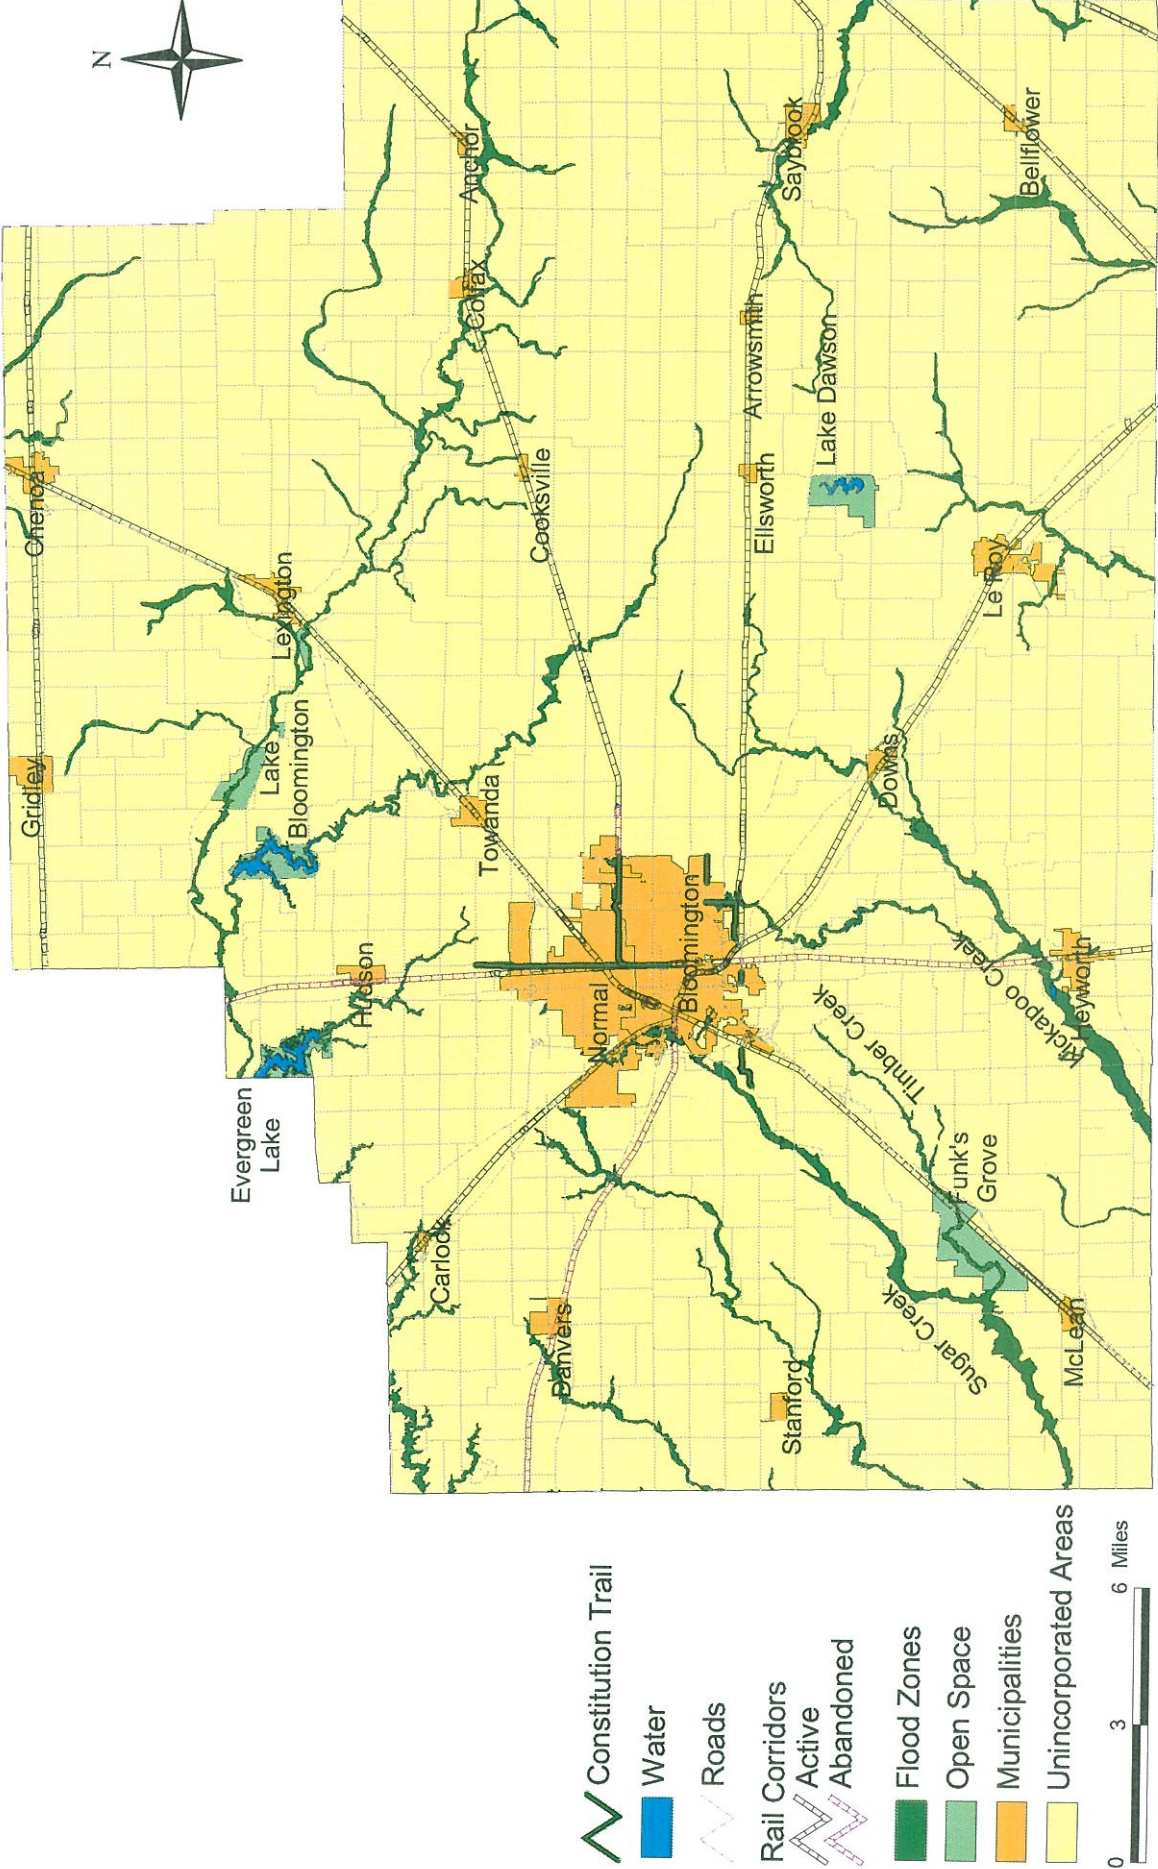 N
Gridley
Chenoa
Lexington
Lake
Bloomington
Evergreen
Lake
Hudson
Towanda
Cooksville
Colfax
Anchor
Carlock
Danvers
Normal
Bloomington
Ellsworth
Arrowsmith
Saybrook
Lake Dawson
Stanford
Downs
Le Roy
Bellflower
Timber Creek
Kickapoo Creek
Heyworth
Funk's
Grove
Sugar Creek
McLean
Constitution Trail
Water
Roads
Rail Corridors
Active
Abandoned
Flood Zones
Open Space
Municipalities
Unincorporated Areas
0 3 6 Miles